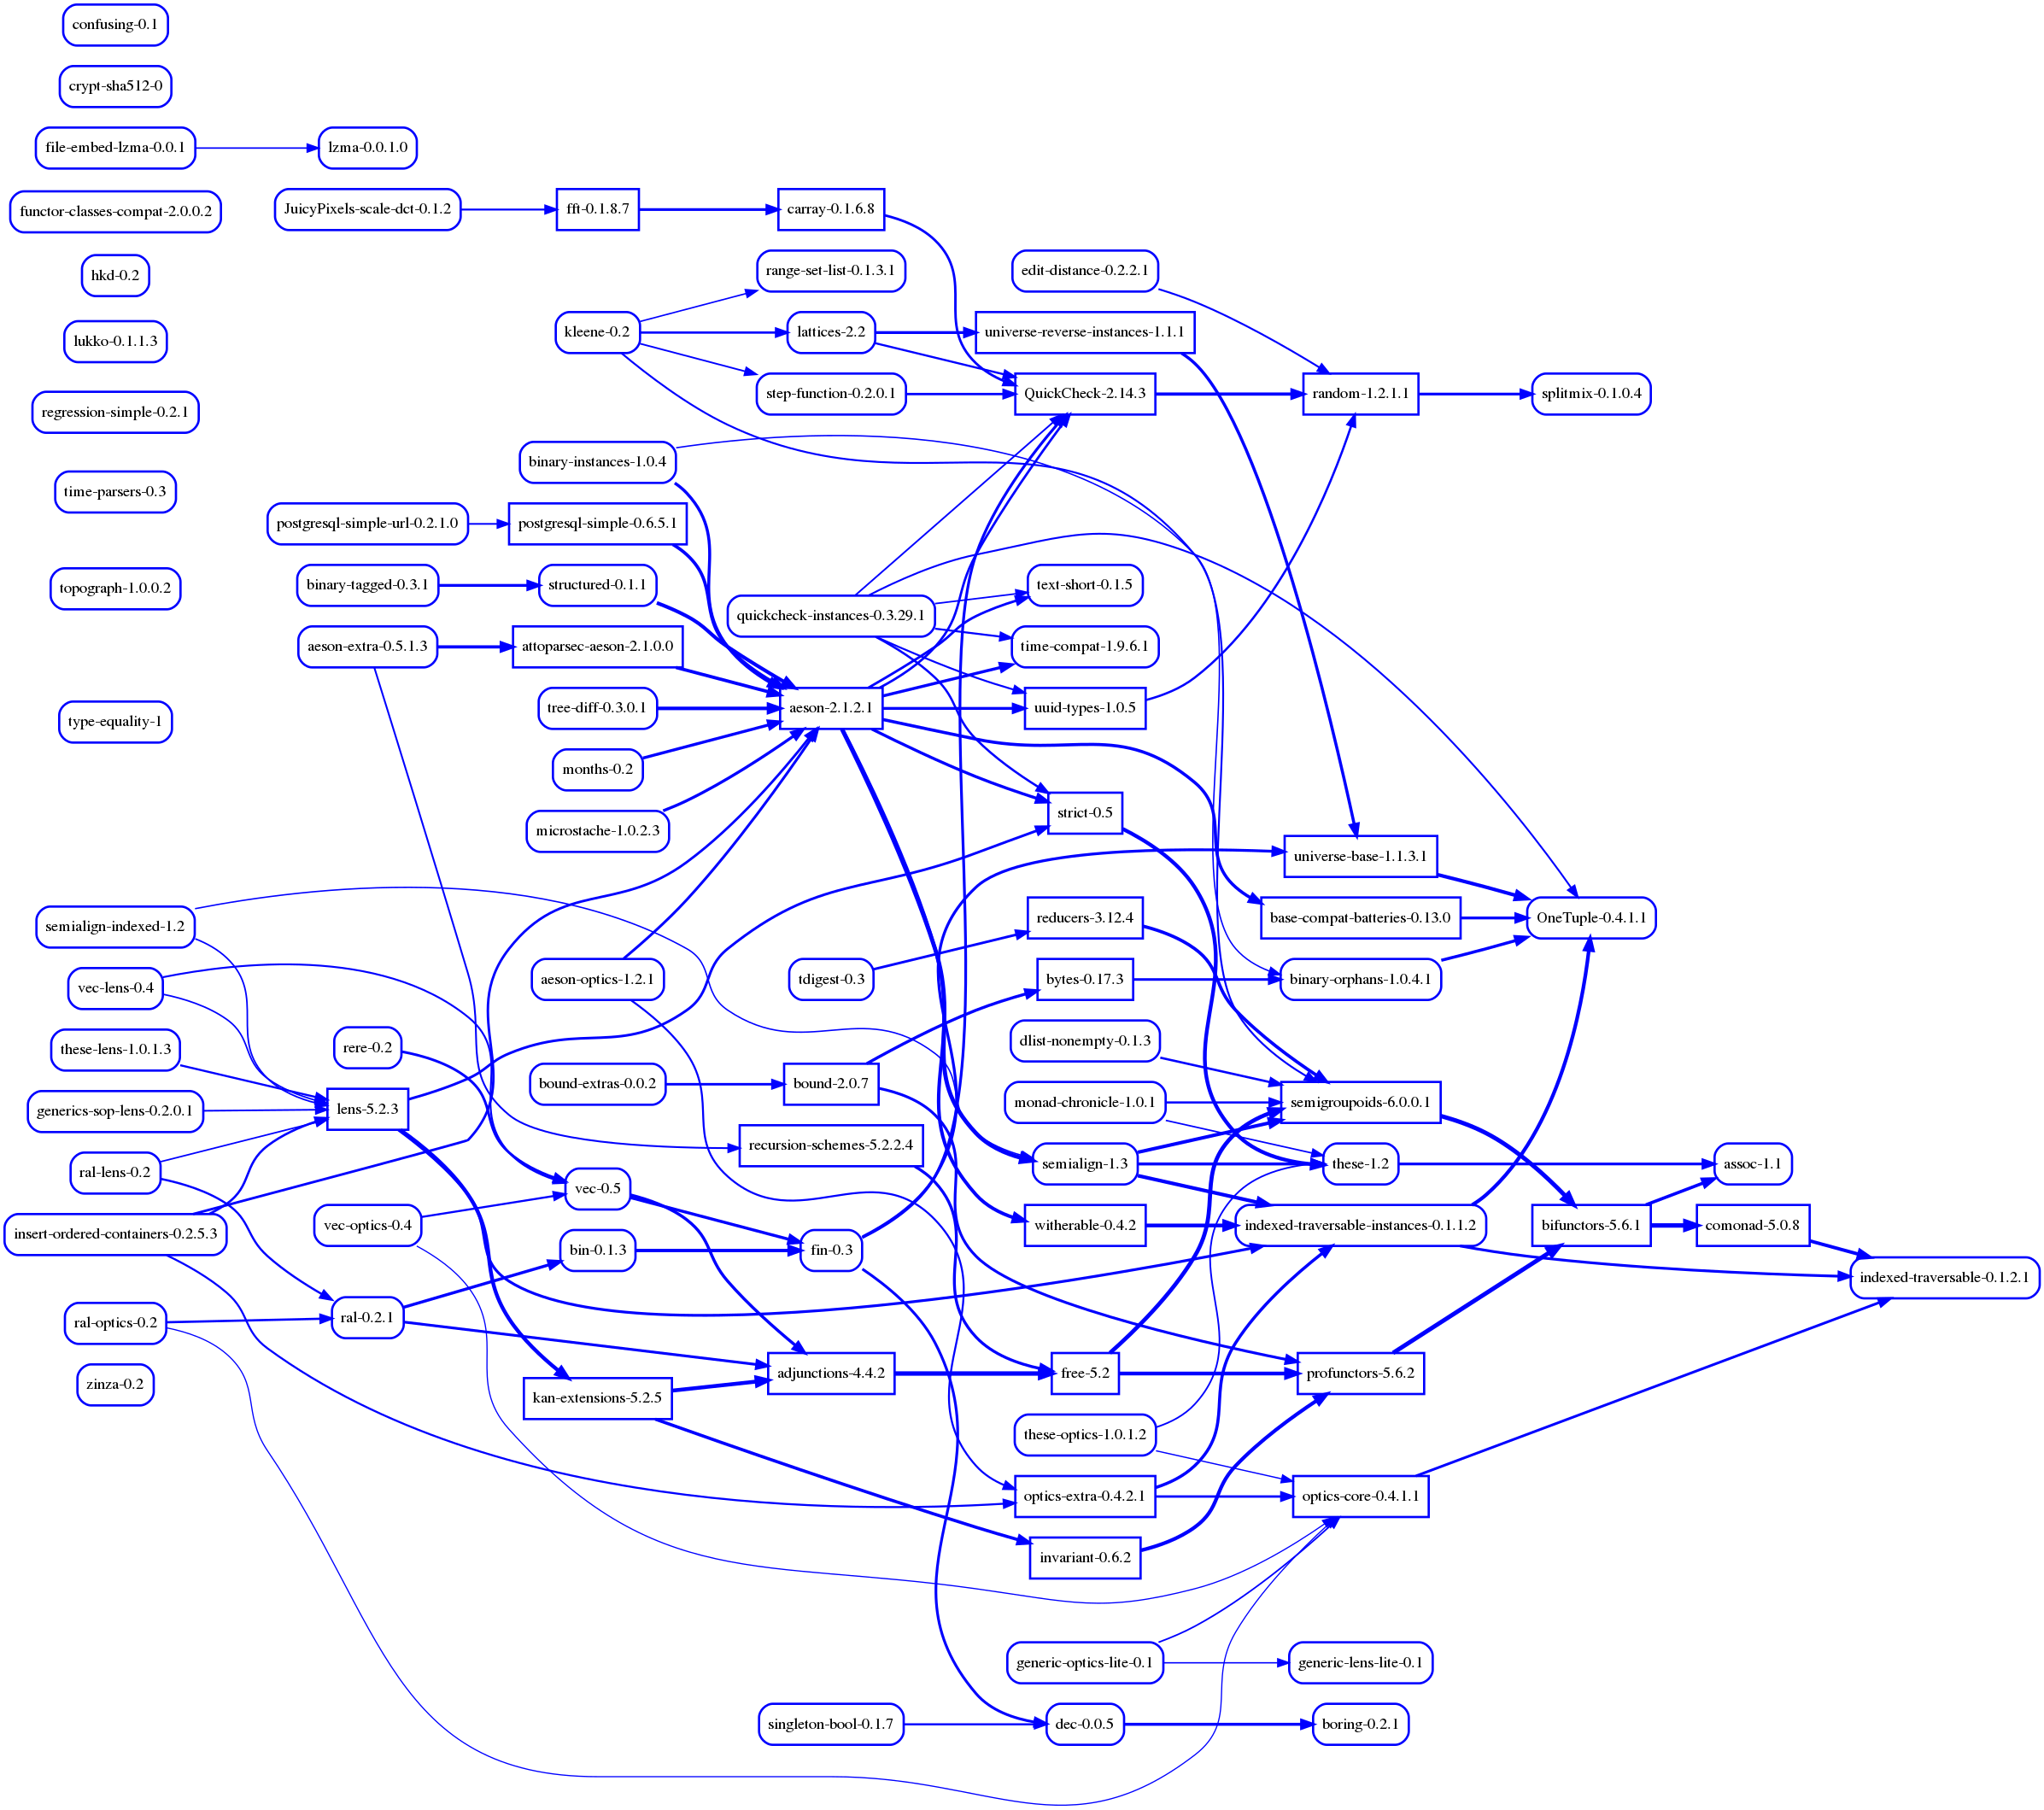 confusing-0.1
crypt-sha512-0
file-embed-lzma-0.0.1
lzma-0.0.1.0
functor-classes-compat-2.0.0.2
JuicyPixels-scale-dct-0.1.2
fft-0.1.8.7
carray-0.1.6.8
hkd-0.2
range-set-list-0.1.3.1
edit-distance-0.2.2.1
lukko-0.1.1.3
kleene-0.2
lattices-2.2
universe-reverse-instances-1.1.1
regression-simple-0.2.1
step-function-0.2.0.1
QuickCheck-2.14.3
random-1.2.1.1
splitmix-0.1.0.4
binary-instances-1.0.4
time-parsers-0.3
postgresql-simple-url-0.2.1.0
postgresql-simple-0.6.5.1
topograph-1.0.0.2
binary-tagged-0.3.1
structured-0.1.1
text-short-0.1.5
quickcheck-instances-0.3.29.1
aeson-extra-0.5.1.3
attoparsec-aeson-2.1.0.0
time-compat-1.9.6.1
type-equality-1
tree-diff-0.3.0.1
aeson-2.1.2.1
uuid-types-1.0.5
months-0.2
microstache-1.0.2.3
strict-0.5
universe-base-1.1.3.1
semialign-indexed-1.2
reducers-3.12.4
base-compat-batteries-0.13.0
OneTuple-0.4.1.1
vec-lens-0.4
aeson-optics-1.2.1
tdigest-0.3
bytes-0.17.3
binary-orphans-1.0.4.1
these-lens-1.0.1.3
rere-0.2
dlist-nonempty-0.1.3
bound-extras-0.0.2
bound-2.0.7
generics-sop-lens-0.2.0.1
lens-5.2.3
monad-chronicle-1.0.1
semigroupoids-6.0.0.1
recursion-schemes-5.2.2.4
ral-lens-0.2
vec-0.5
semialign-1.3
these-1.2
assoc-1.1
insert-ordered-containers-0.2.5.3
vec-optics-0.4
bin-0.1.3
fin-0.3
witherable-0.4.2
indexed-traversable-instances-0.1.1.2
bifunctors-5.6.1
comonad-5.0.8
indexed-traversable-0.1.2.1
ral-optics-0.2
ral-0.2.1
zinza-0.2
kan-extensions-5.2.5
adjunctions-4.4.2
free-5.2
profunctors-5.6.2
these-optics-1.0.1.2
optics-extra-0.4.2.1
optics-core-0.4.1.1
invariant-0.6.2
generic-optics-lite-0.1
generic-lens-lite-0.1
singleton-bool-0.1.7
dec-0.0.5
boring-0.2.1